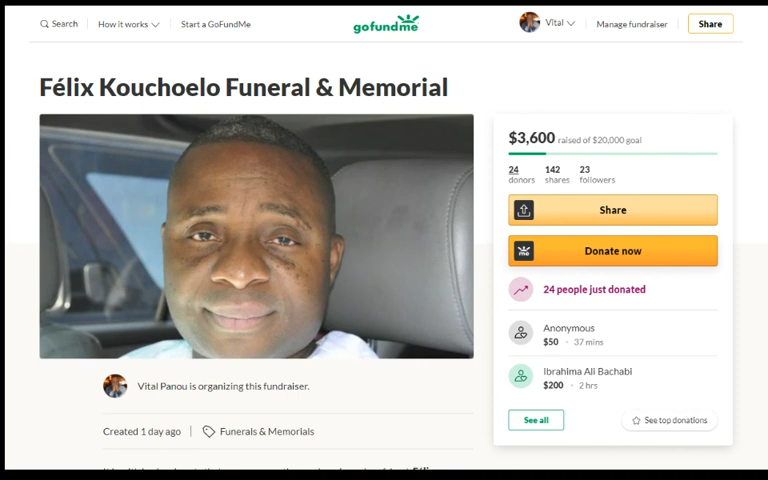 Search
How it works
Start a GoFundMe
gofundme
Vital
Manage fundraiser
Share
Félix Kouchoelo Funeral & Memorial
$3,600 raised of $20,000 goal
24 142 23
donors shares followers
Share
me Donate now
24 people just donated
Anonymous
$50 · 37 mins
Ibrahima Ali Bachabi
$200 · 2 hrs
See all
See top donations
Vital Panou is organizing this fundraiser.
Created 1 day ago
Funerals & Memorials